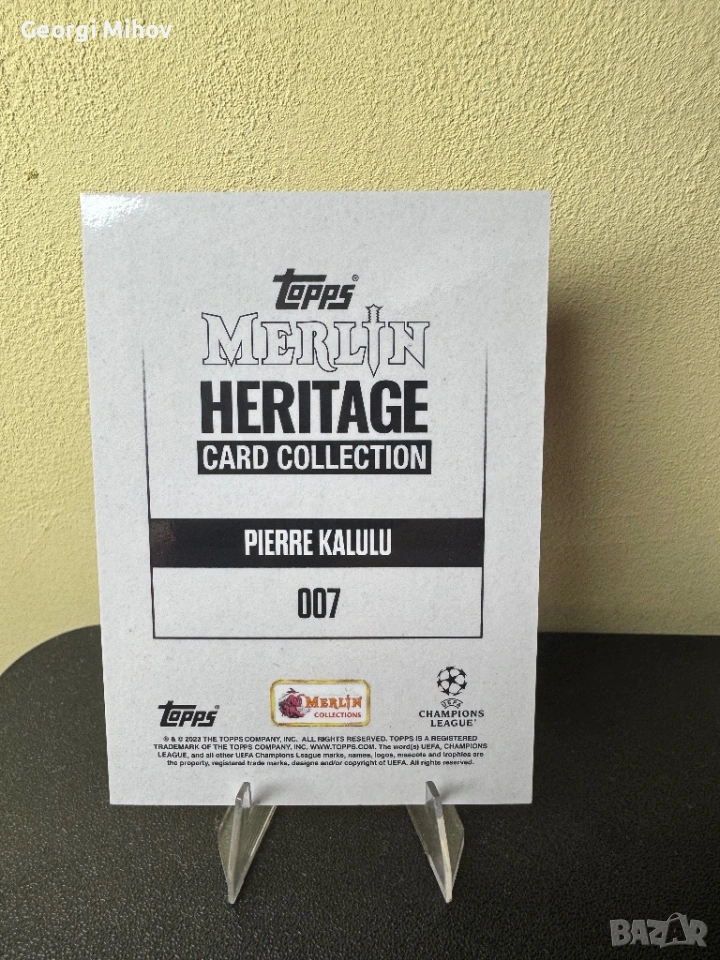 Georgi Mihov
topps®
MERLIN
HERITAGE
CARD COLLECTION
PIERRE KALULU
007
topps®
MERLIN
COLLECTIONS
UEFA
CHAMPIONS
LEAGUE®
® & © 2023 THE TOPPS COMPANY, INC. ALL RIGHTS RESERVED. TOPPS IS A REGISTERED
TRADEMARK OF THE TOPPS COMPANY, INC. WWW.TOPPS.COM. The word(s) UEFA, CHAMPIONS
LEAGUE, and all other UEFA Champions League marks, names, logos, mascots and trophies are
the property, registered trade marks, designs and/or copyright of UEFA. All rights reserved.
BAZAR